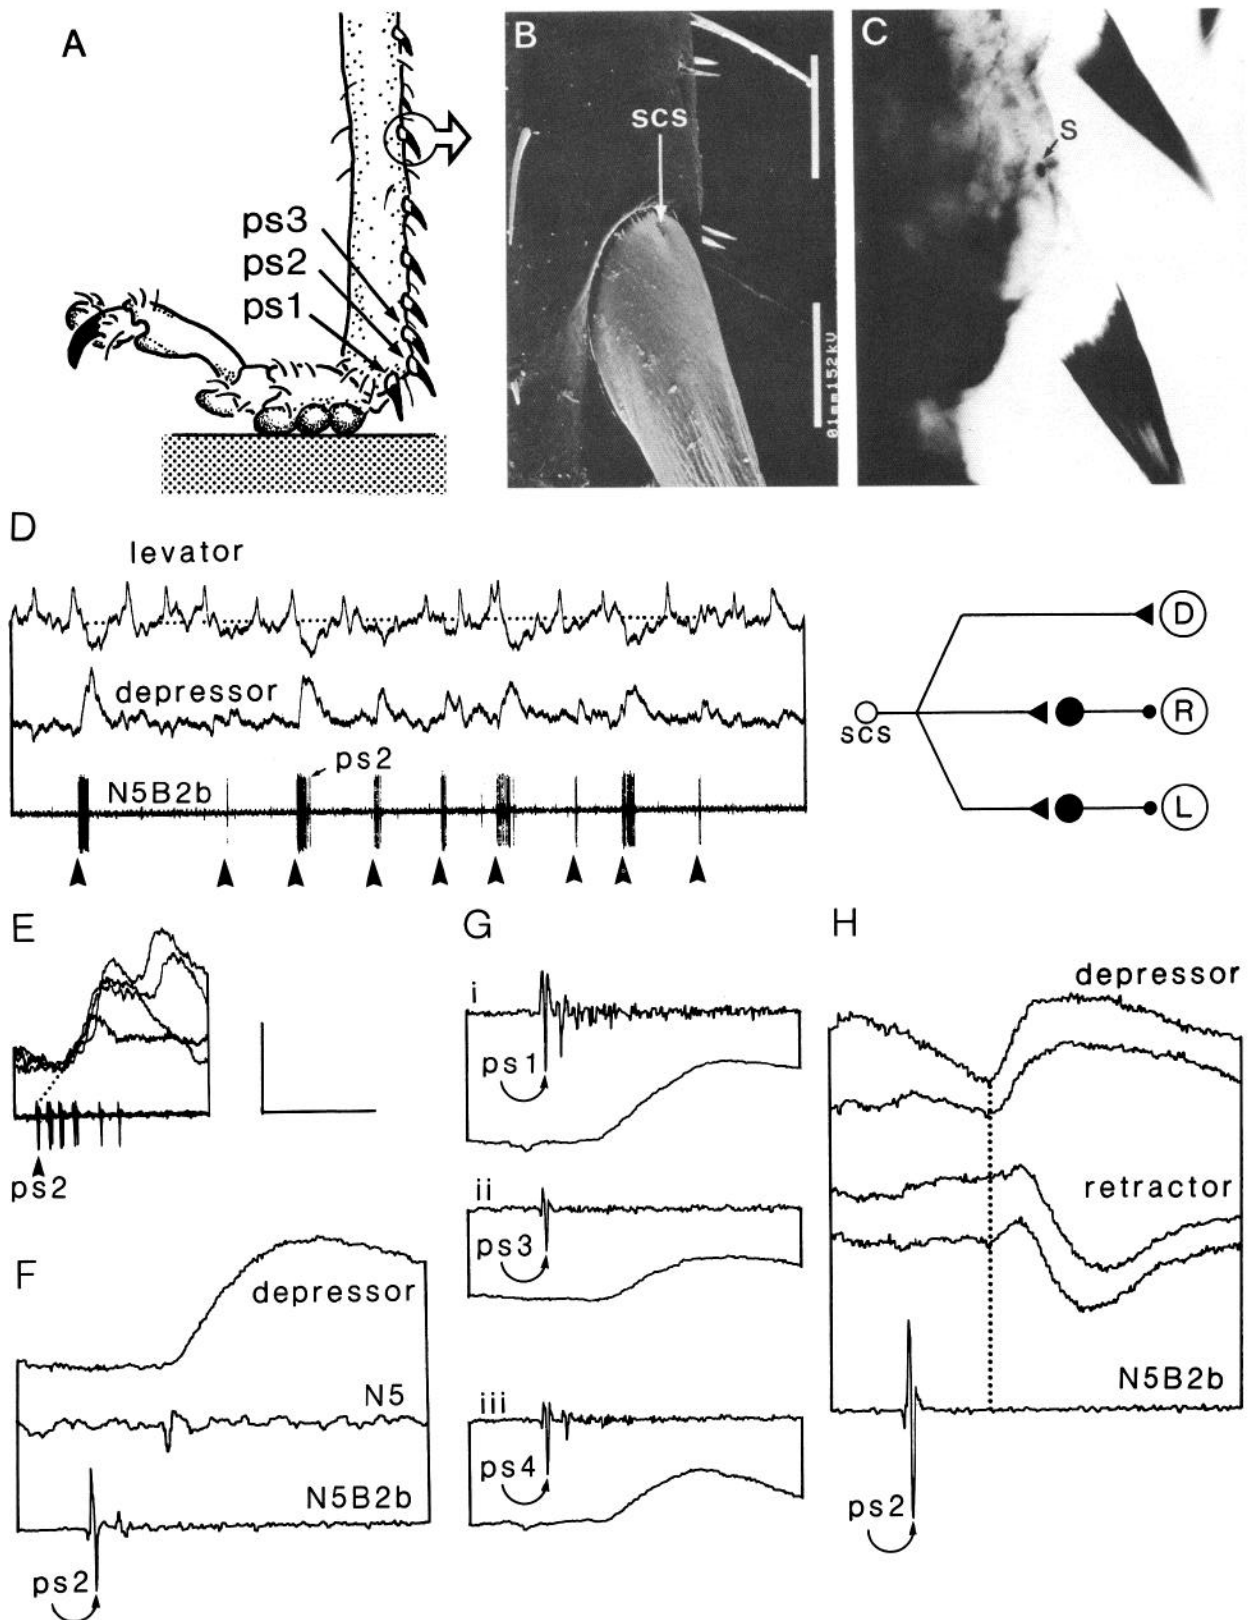 A
ps3
ps2
ps1
B
scs
01mm152kV
C
S
D
levator
depressor
ps2
N5B2b
scs
D
R
L
E
ps2
F
depressor
N5
N5B2b
ps2
G
i
ps1
ii
ps3
iii
ps4
H
depressor
retractor
N5B2b
ps2